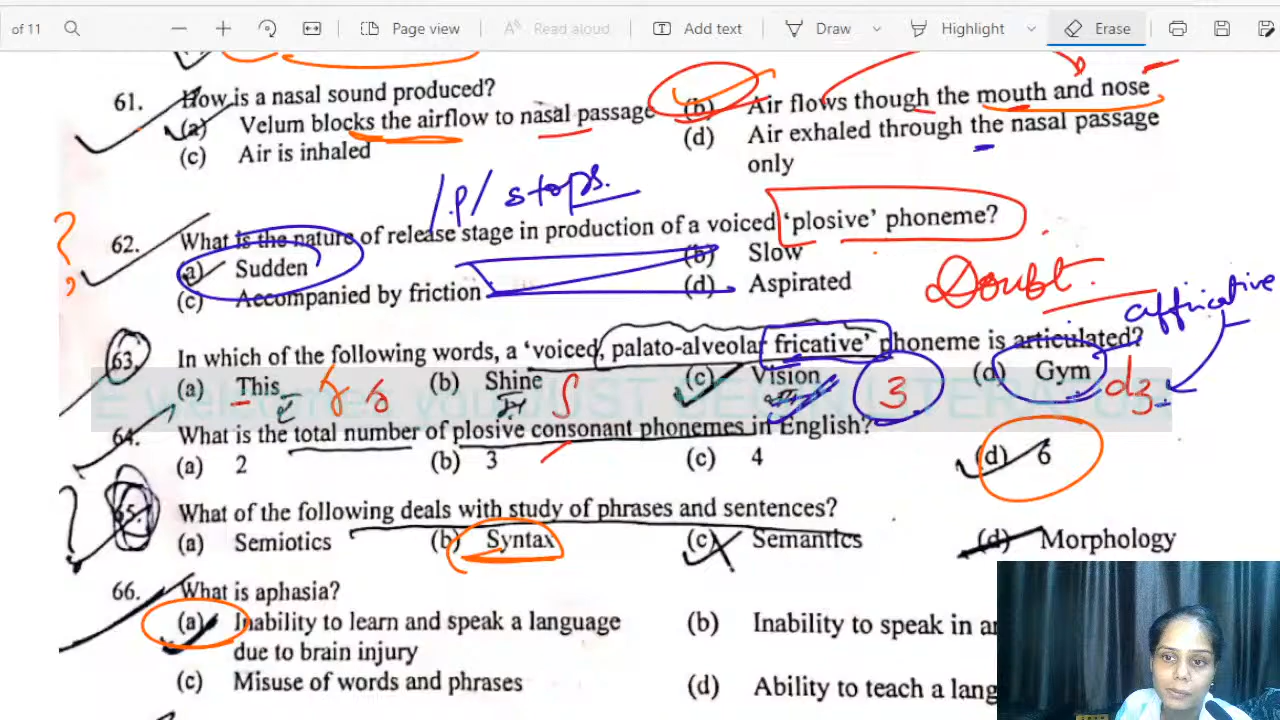 of 11 Page view Read aloud Add text Draw Highlight Erase
61. How is a nasal sound produced?
(a) Velum blocks the airflow to nasal passage (b) Air flows though the mouth and nose
(c) Air is inhaled (d) Air exhaled through the nasal passage
only
/p/ stops.
62. What is the nature of release stage in production of a voiced 'plosive' phoneme?
(a) Sudden (b) Slow
(c) Accompanied by friction (d) Aspirated
Doubt.
affricative
63. In which of the following words, a 'voiced, palato-alveolar fricative' phoneme is articulated?
(a) This (b) Shine ʃ (c) Vision ʒ (d) Gym dʒ
64. What is the total number of plosive consonant phonemes in English?
(a) 2 (b) 3 (c) 4 (d) 6
65. What of the following deals with study of phrases and sentences?
(a) Semiotics (b) Syntax (c) Semantics (d) Morphology
66. What is aphasia?
(a) Inability to learn and speak a language (b) Inability to speak in
due to brain injury
(c) Misuse of words and phrases (d) Ability to teach a lang